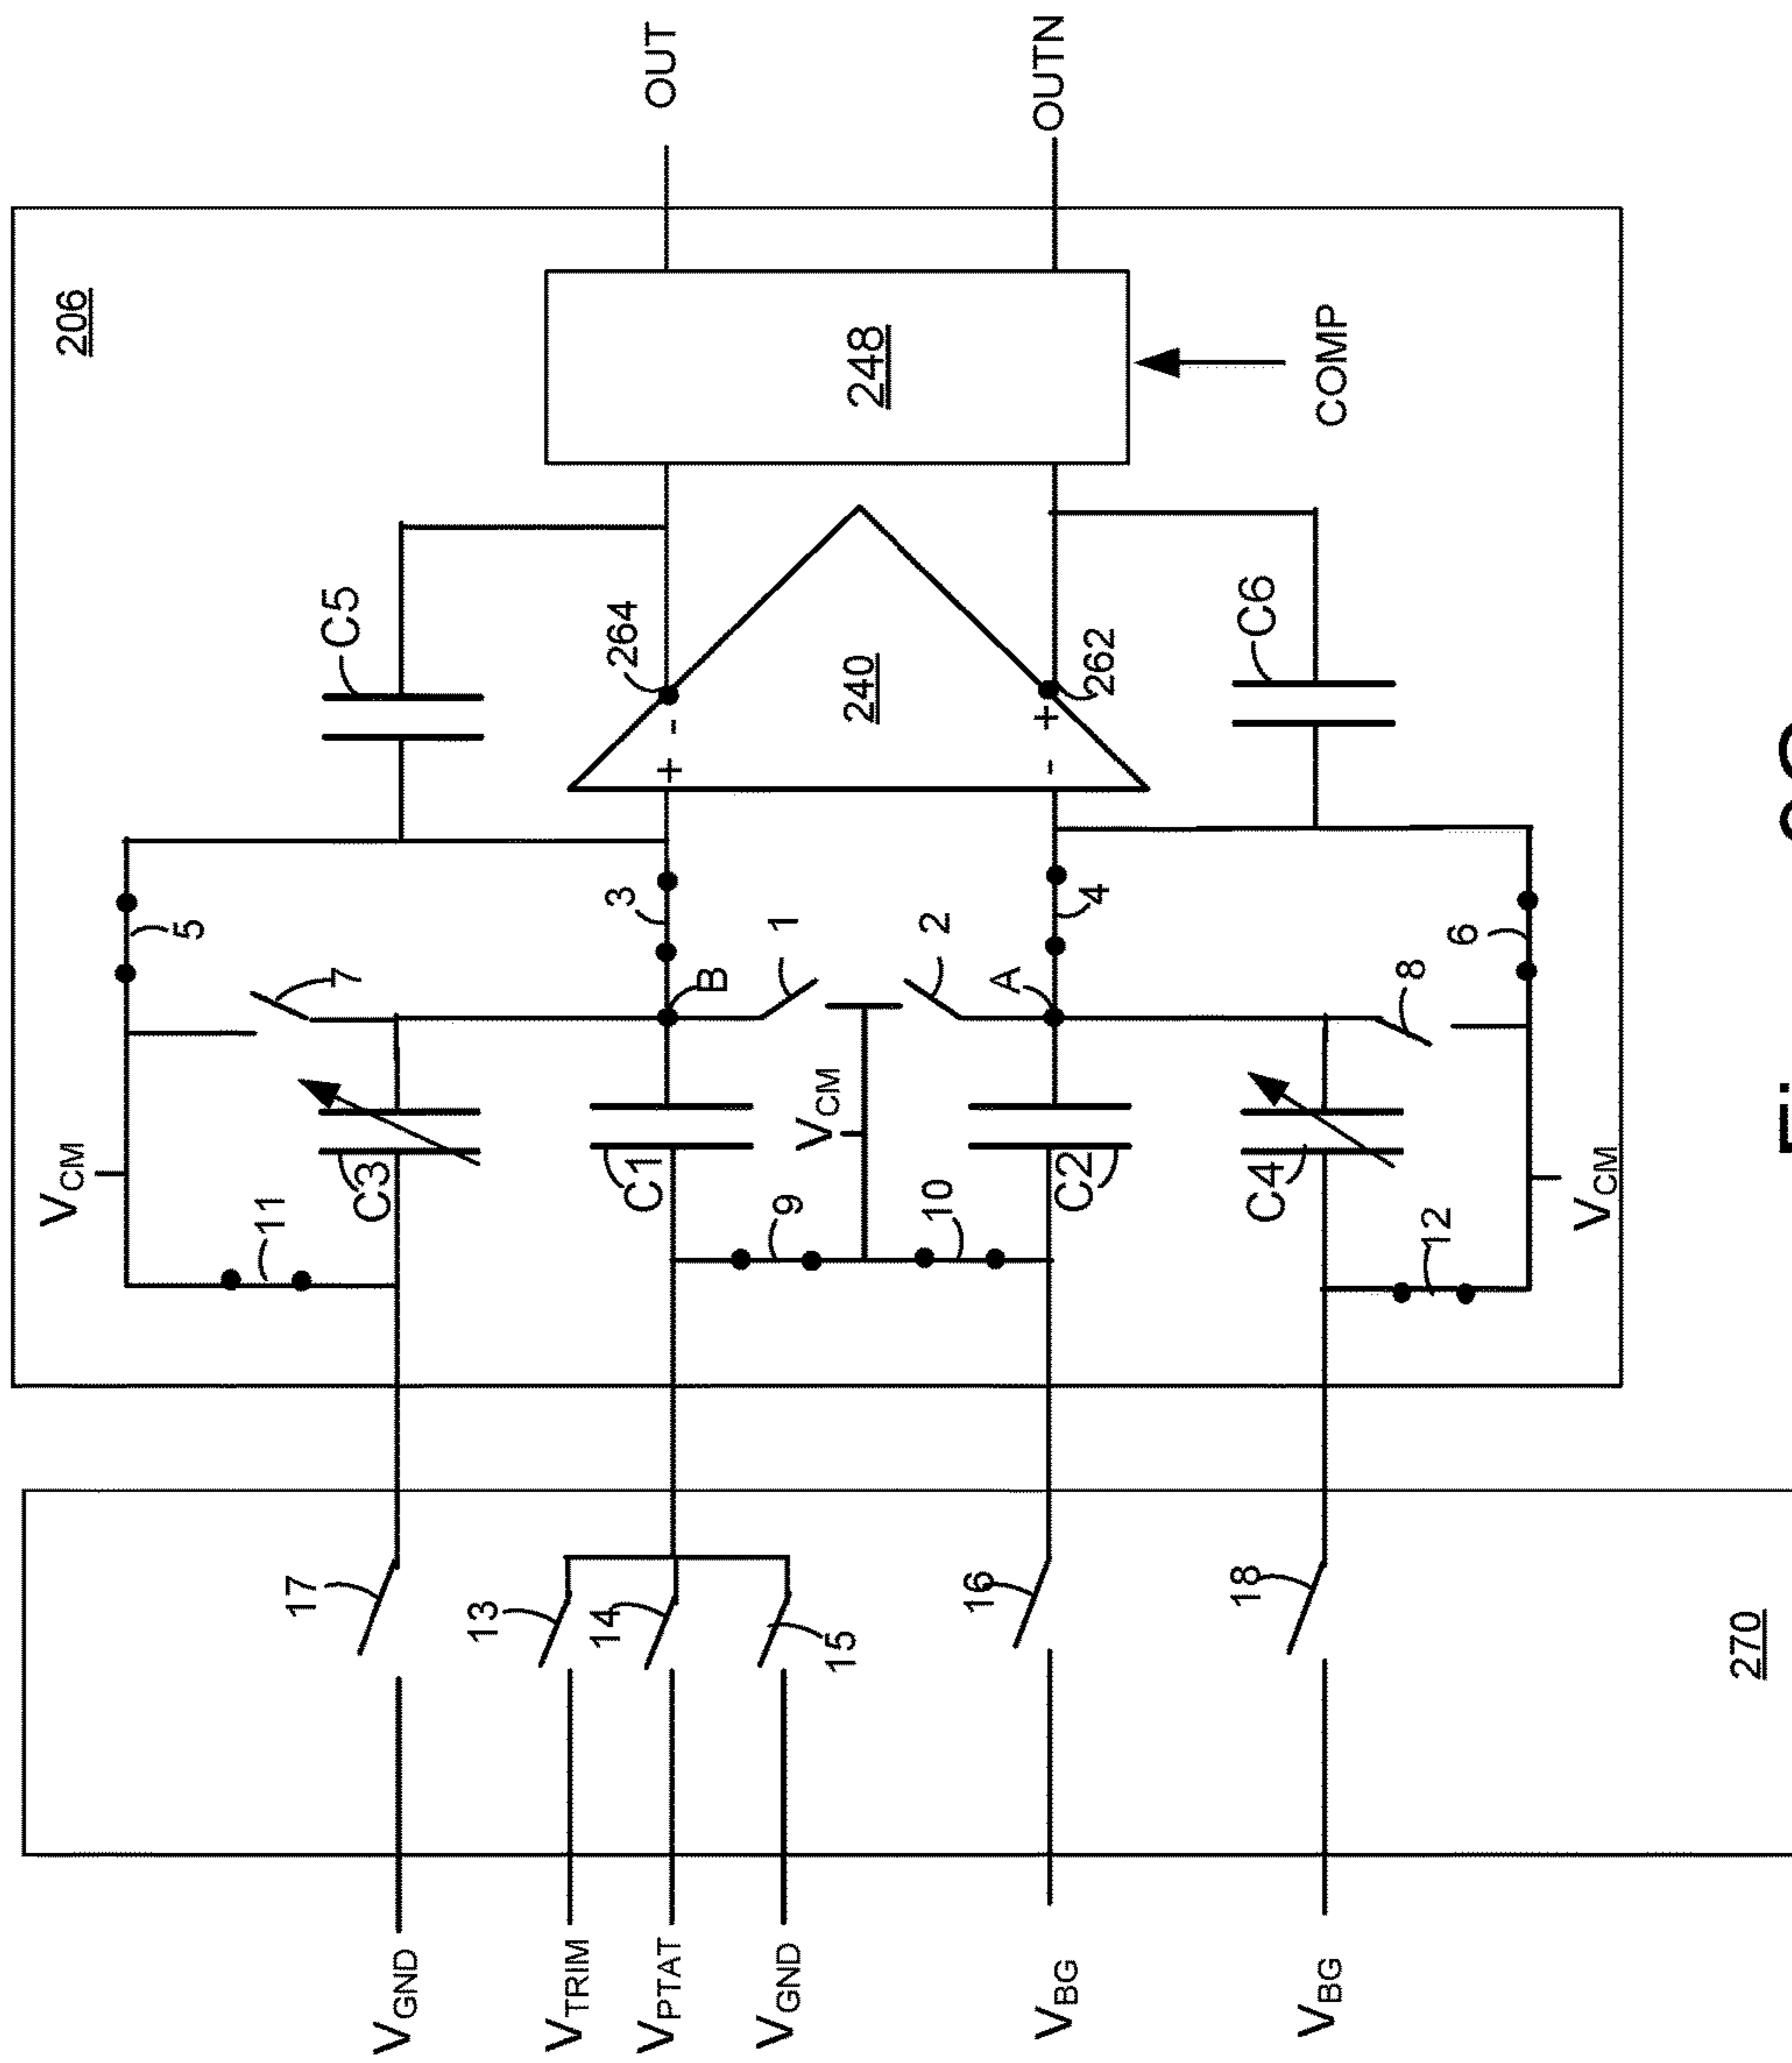 206
VCM
5
11
7
17
C5
C3
VGND
13
VTRIM
14
3
264
OUT
C1
VPTAT
+ -
B
VGND
9
1
VCM
15
240
248
10
2
16
A
OUTN
- +
VBG
C2
4
262
18
C4
C6
VBG
COMP
8
12
6
VCM
270